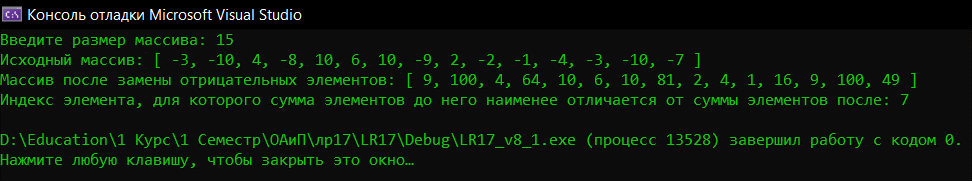 Консоль отладки Microsoft Visual Studio
Введите размер массива: 15
Исходный массив: [ -3, -10, 4, -8, 10, 6, 10, -9, 2, -2, -1, -4, -3, -10, -7 ]
Массив после замены отрицательных элементов: [ 9, 100, 4, 64, 10, 6, 10, 81, 2, 4, 1, 16, 9, 100, 49 ]
Индекс элемента, для которого сумма элементов до него наименее отличается от суммы элементов после: 7
D:\Education\1 Курс\1 Семестр\ОАиП\лр17\LR17\Debug\LR17_v8_1.exe (процесс 13528) завершил работу с кодом 0.
Нажмите любую клавишу, чтобы закрыть это окно…